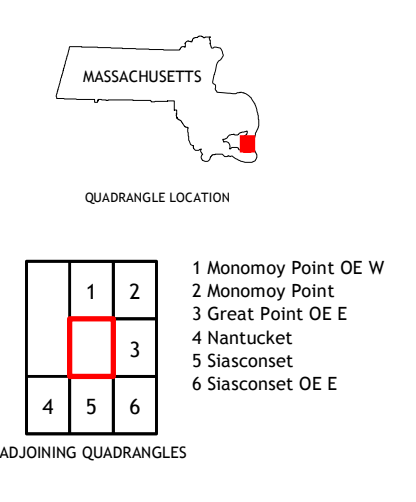 MASSACHUSETTS
QUADRANGLE LOCATION
1 2
3
4 5 6
1 Monomoy Point OE W
2 Monomoy Point
3 Great Point OE E
4 Nantucket
5 Siasconset
6 Siasconset OE E
ADJOINING QUADRANGLES